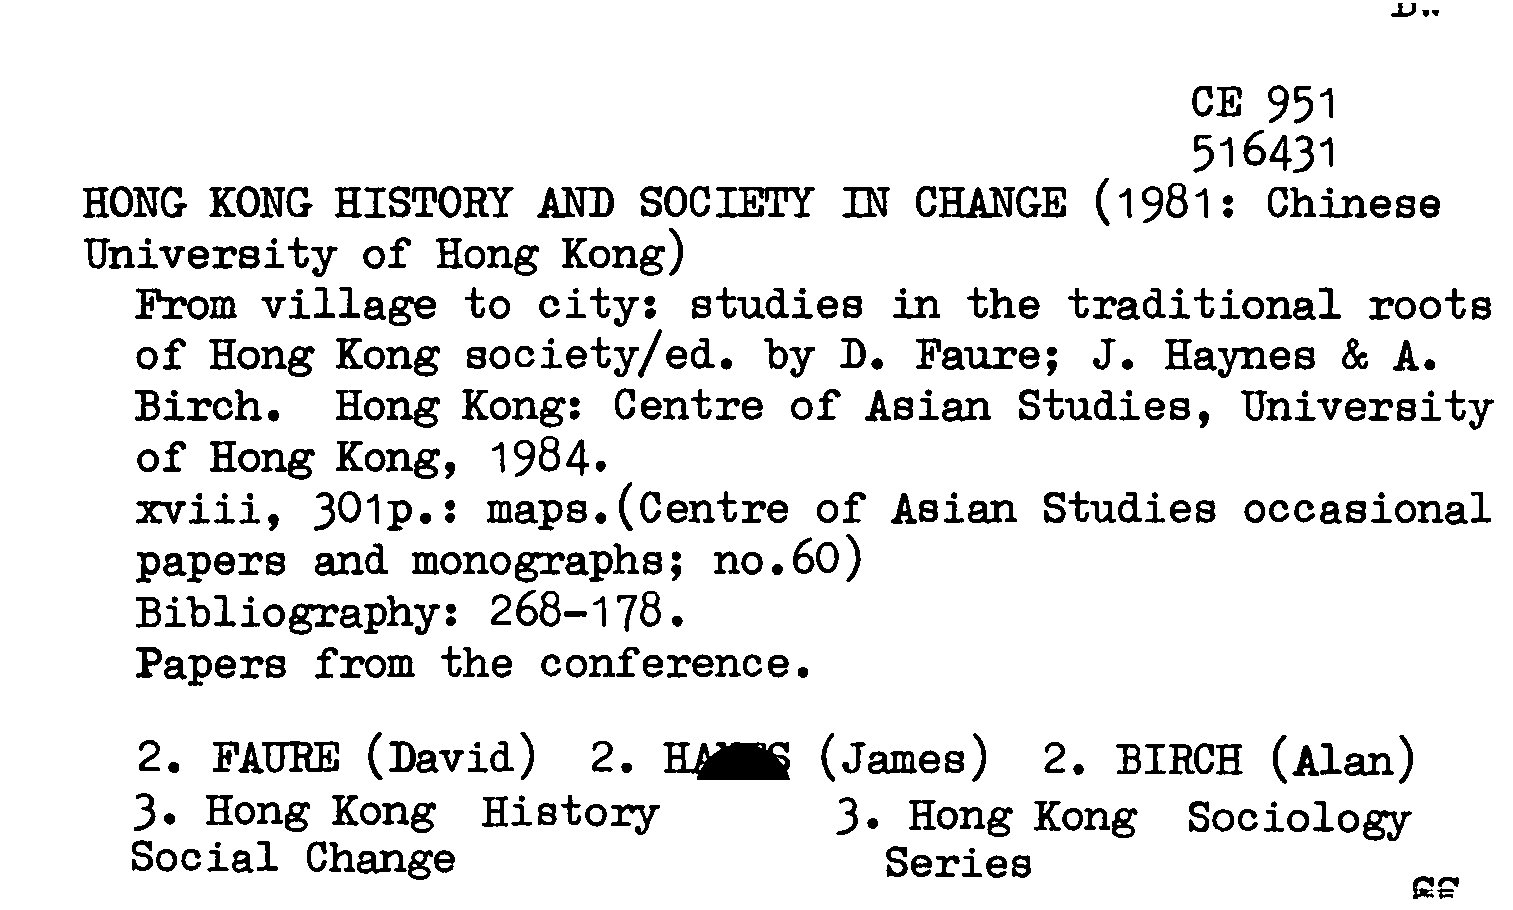 CE 951
516431
HONG KONG HISTORY AND SOCIETY IN CHANGE (1981: Chinese
University of Hong Kong)
From village to city: studies in the traditional roots
of Hong Kong society/ed. by D. Faure; J. Haynes & A.
Birch. Hong Kong: Centre of Asian Studies, University
of Hong Kong, 1984.
xviii, 301p.: maps.(Centre of Asian Studies occasional
papers and monographs; no.60)
Bibliography: 268-178.
Papers from the conference.
2. FAURE (David) 2. (James) 2. BIRCH (Alan)
3. Hong Kong History 3. Hong Kong Sociology
Social Change Series